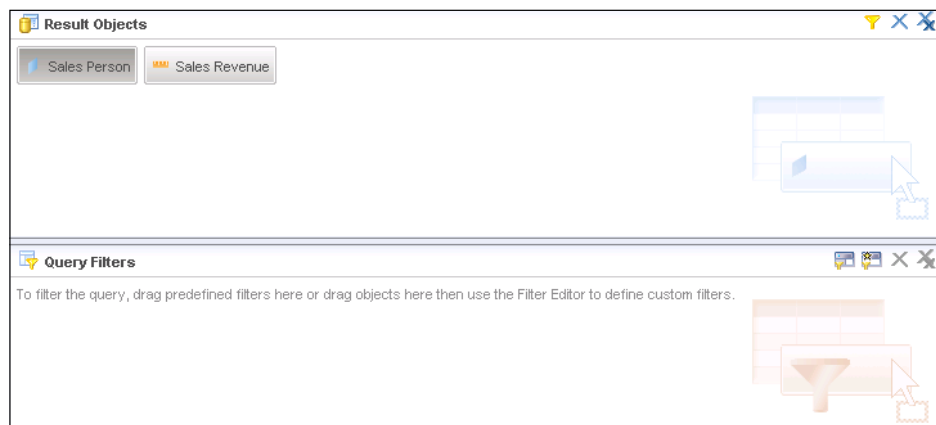 Result Objects
Sales Person Sales Revenue
Query Filters
To filter the query, drag predefined filters here or drag objects here then use the Filter Editor to define custom filters.